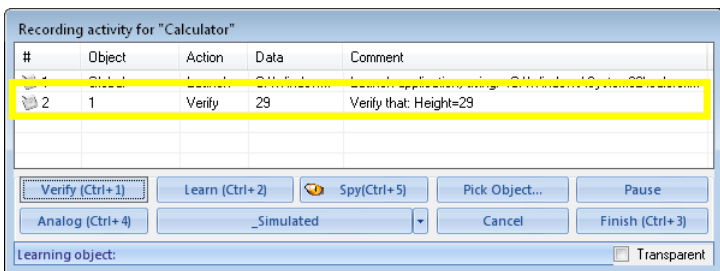 Recording activity for "Calculator"
# Object Action Data Comment
2 1 Verify 29 Verify that: Height=29
Verify (Ctrl+1) Learn (Ctrl+2) Spy(Ctrl+5) Pick Object... Pause
Analog (Ctrl+4) _Simulated Cancel Finish (Ctrl+3)
Learning object: Transparent